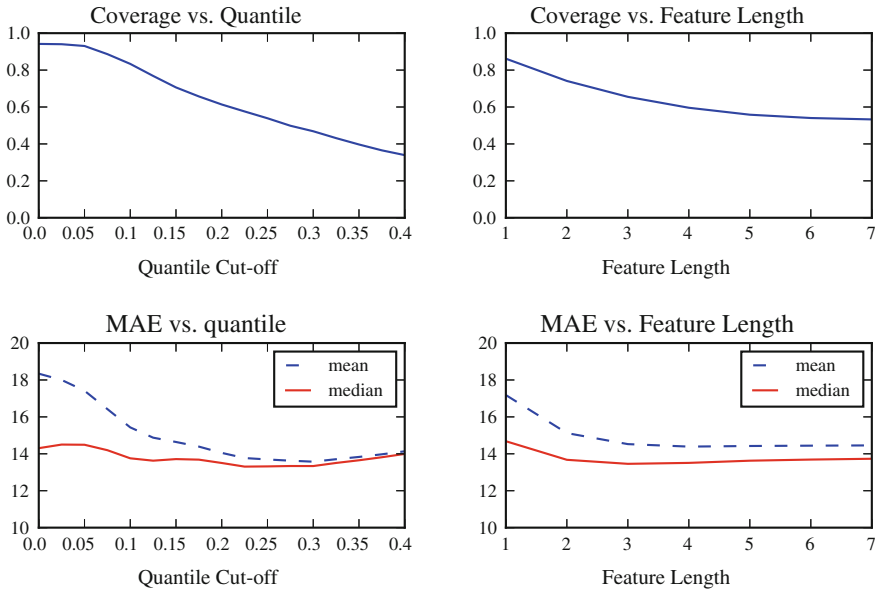 Coverage vs. Quantile
1.0
0.8
0.6
0.4
0.2
0.0
0.0 0.05 0.1 0.15 0.2 0.25 0.3 0.35 0.4
Quantile Cut-off
Coverage vs. Feature Length
1.0
0.8
0.6
0.4
0.2
0.0
1 2 3 4 5 6 7
Feature Length
MAE vs. quantile
20
18
16
14
12
10
mean
median
0.0 0.05 0.1 0.15 0.2 0.25 0.3 0.35 0.4
Quantile Cut-off
MAE vs. Feature Length
20
18
16
14
12
10
mean
median
1 2 3 4 5 6 7
Feature Length